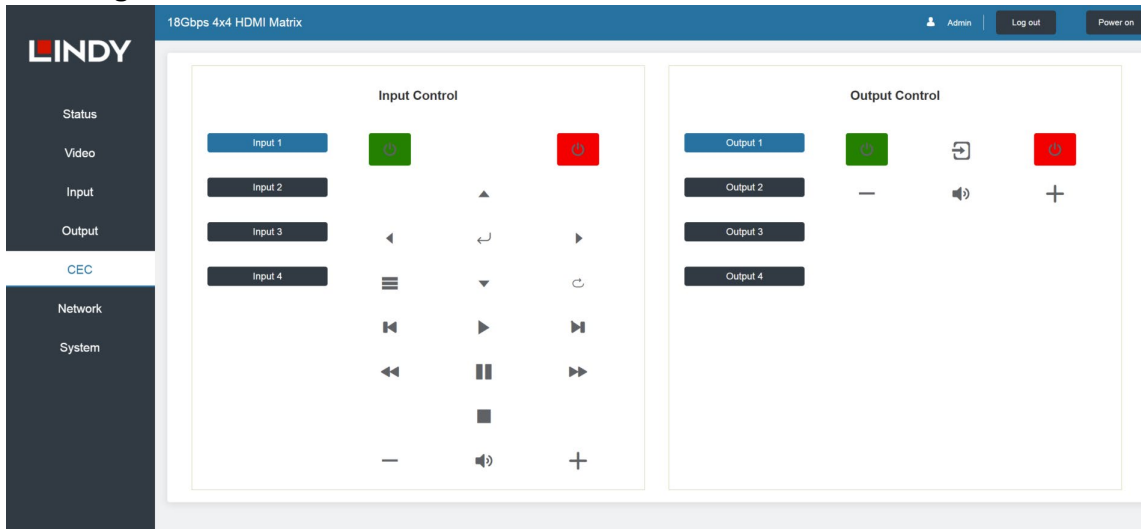 18Gbps 4x4 HDMI Matrix
Admin
Log out
Power on
LINDY
Status
Video
Input
Output
CEC
Network
System
Input Control
Input 1
Input 2
Input 3
Input 4
Output Control
Output 1
Output 2
Output 3
Output 4